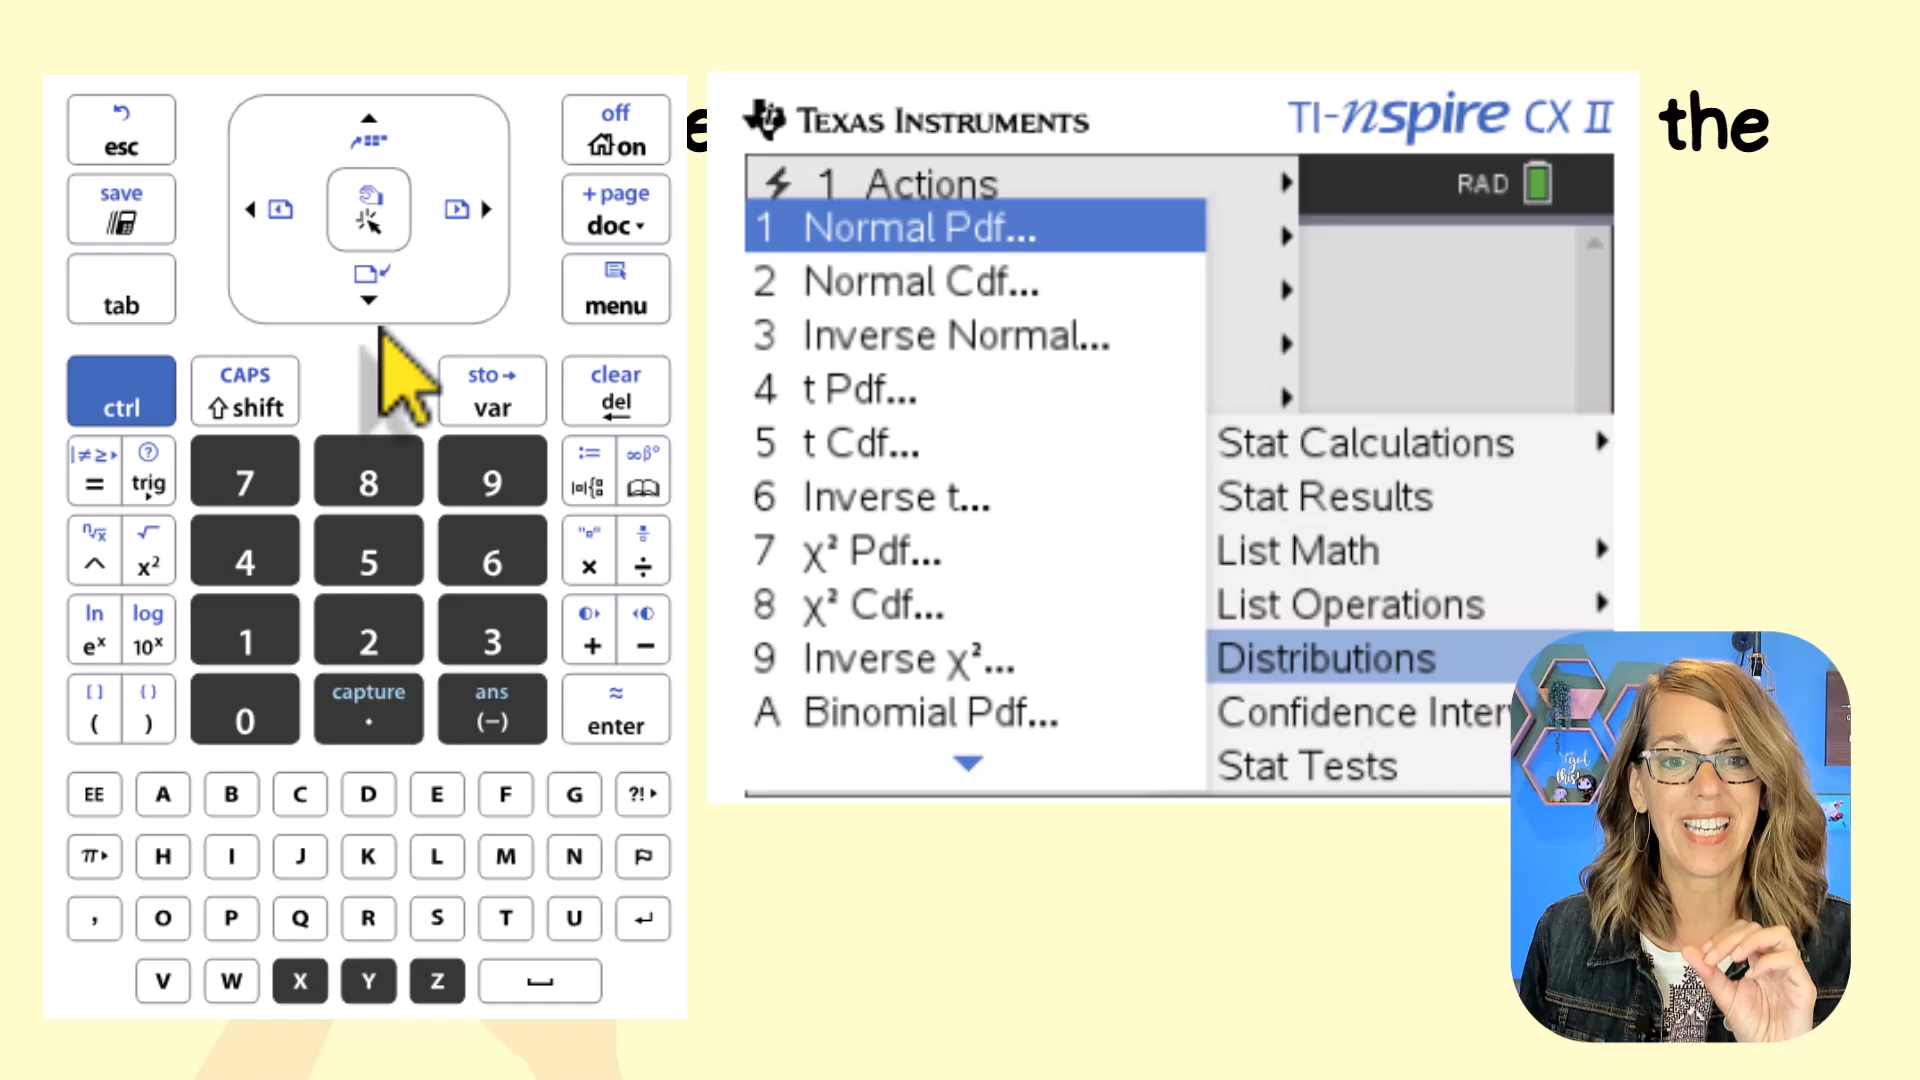 the
esc
off
on
save
+ page
doc
tab
menu
ctrl
CAPS
shift
sto→
var
clear
del
|≠≥▸
=
?
trig
7
8
9
:=
∞β°
n√x
^
√
x²
4
5
6
"▫"
×
÷
ln
eˣ
log
10ˣ
1
2
3
+
−
[ ]
(
{ }
)
0
capture
.
ans
(−)
≈
enter
EE
A
B
C
D
E
F
G
?!▸
π▸
H
I
J
K
L
M
N
,
O
P
Q
R
S
T
U
V
W
X
Y
Z
TEXAS INSTRUMENTS
TI-nspire CX II
1 Actions
RAD
1 Normal Pdf...
2 Normal Cdf...
3 Inverse Normal...
4 t Pdf...
5 t Cdf...
6 Inverse t...
7 χ² Pdf...
8 χ² Cdf...
9 Inverse χ²...
A Binomial Pdf...
Stat Calculations
Stat Results
List Math
List Operations
Distributions
Confidence
Stat Tests
got
this